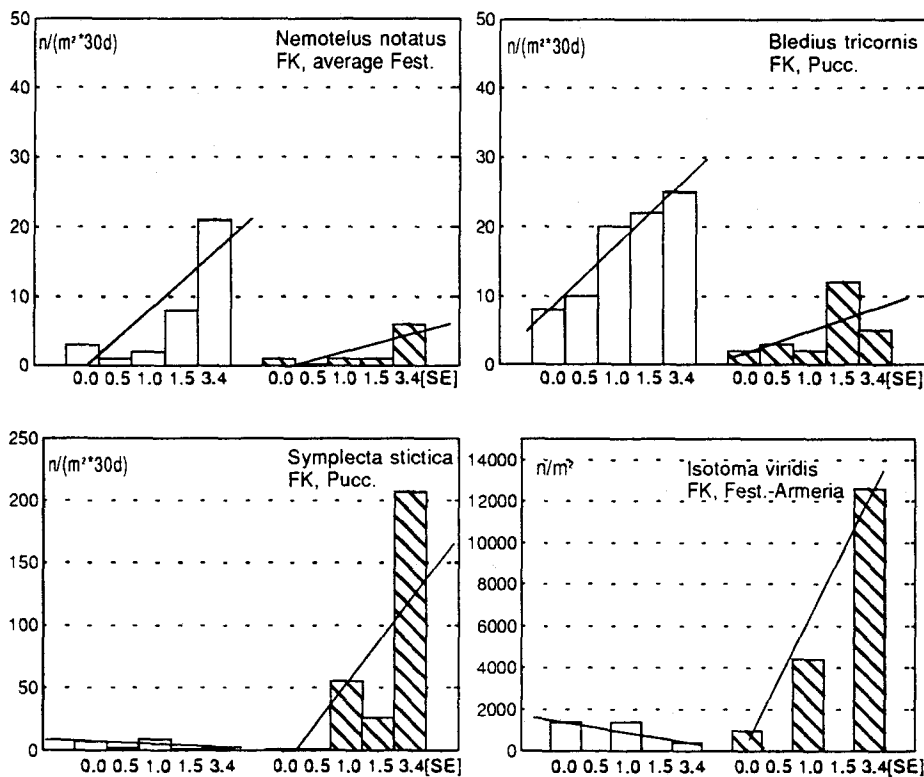 50
n/(m²*30d)
Nemotelus notatus
FK, average Fest.
40
30
20
10
0
0.0 0.5 1.0 1.5 3.4
0.0 0.5 1.0 1.5 3.4[SE]
50
n/(m²*30d)
Bledius tricornis
FK, Pucc.
40
30
20
10
0
0.0 0.5 1.0 1.5 3.4
0.0 0.5 1.0 1.5 3.4[SE]
250
n/(m²*30d)
Symplecta stictica
FK, Pucc.
200
150
100
50
0
0.0 0.5 1.0 1.5 3.4
0.0 0.5 1.0 1.5 3.4[SE]
14000
n/m²
Isotoma viridis
FK, Fest.-Armeria
12000
10000
8000
6000
4000
2000
0
0.0 0.5 1.0 1.5 3.4
0.0 0.5 1.0 1.5 3.4[SE]